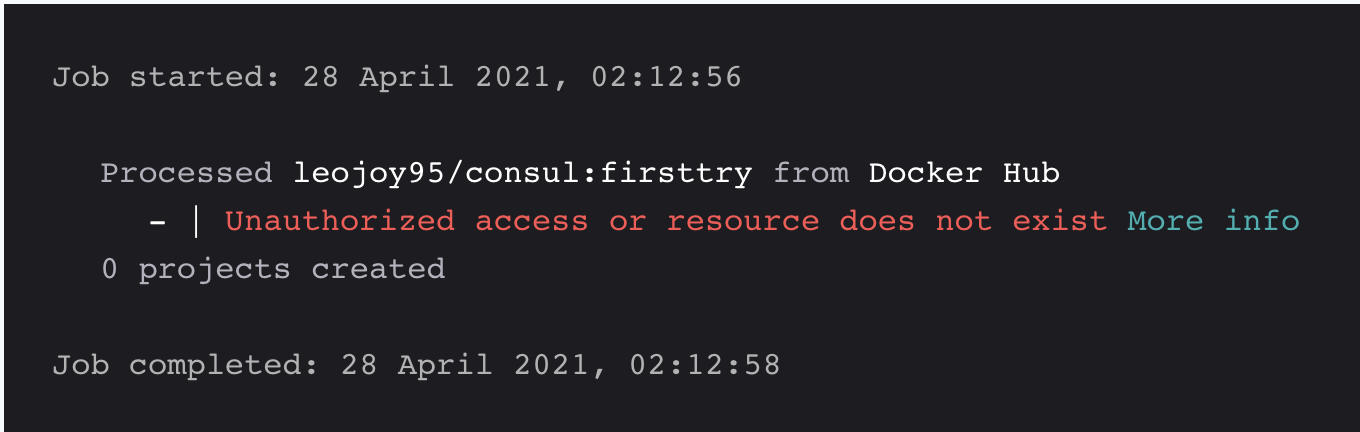 Job started: 28 April 2021, 02:12:56
Processed leojoy95/consul:firsttry from Docker Hub
- | Unauthorized access or resource does not exist More info
0 projects created
Job completed: 28 April 2021, 02:12:58